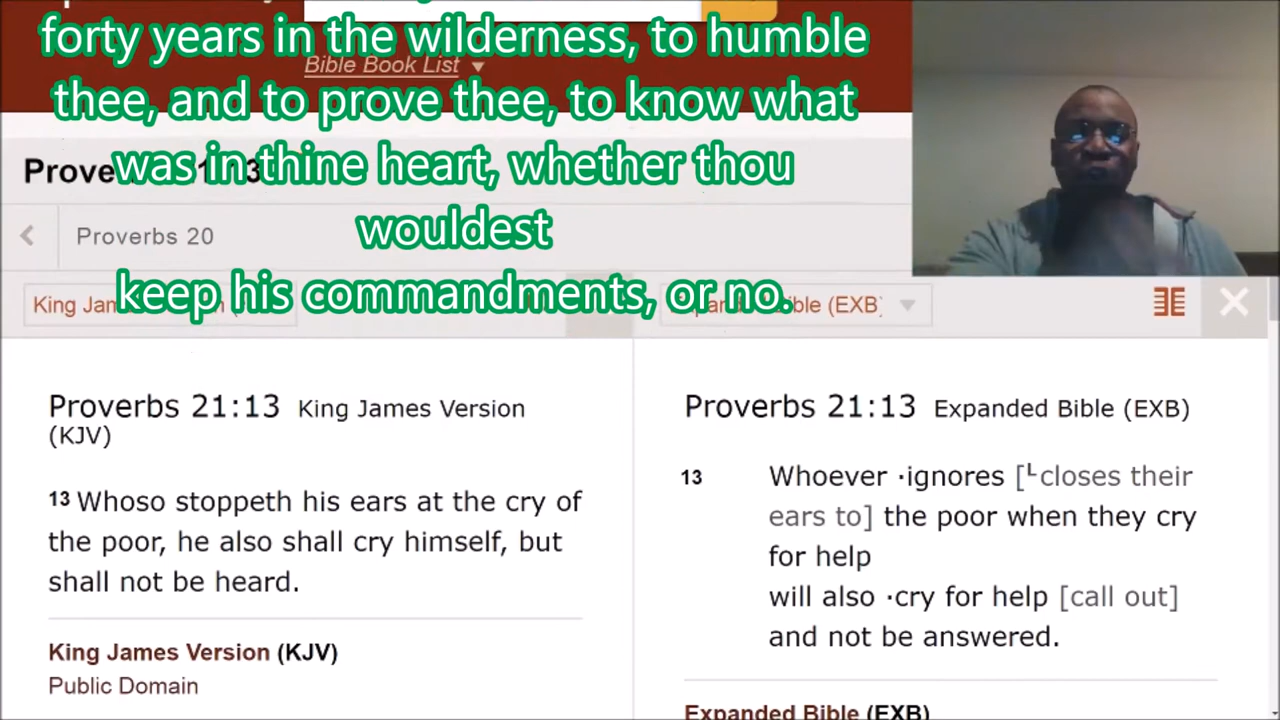 forty years in the wilderness, to humble
Bible Book List
thee, and to prove thee, to know what
was in thine heart, whether thou
wouldest
keep his commandments, or no.
Proverbs 20
Proverbs 21:13 King James Version
(KJV)
13 Whoso stoppeth his ears at the cry of
the poor, he also shall cry himself, but
shall not be heard.
King James Version (KJV)
Public Domain
Proverbs 21:13 Expanded Bible (EXB)
13 Whoever ·ignores [ᴸcloses their
ears to] the poor when they cry
for help
will also ·cry for help [call out]
and not be answered.
Expanded Bible (EXB)